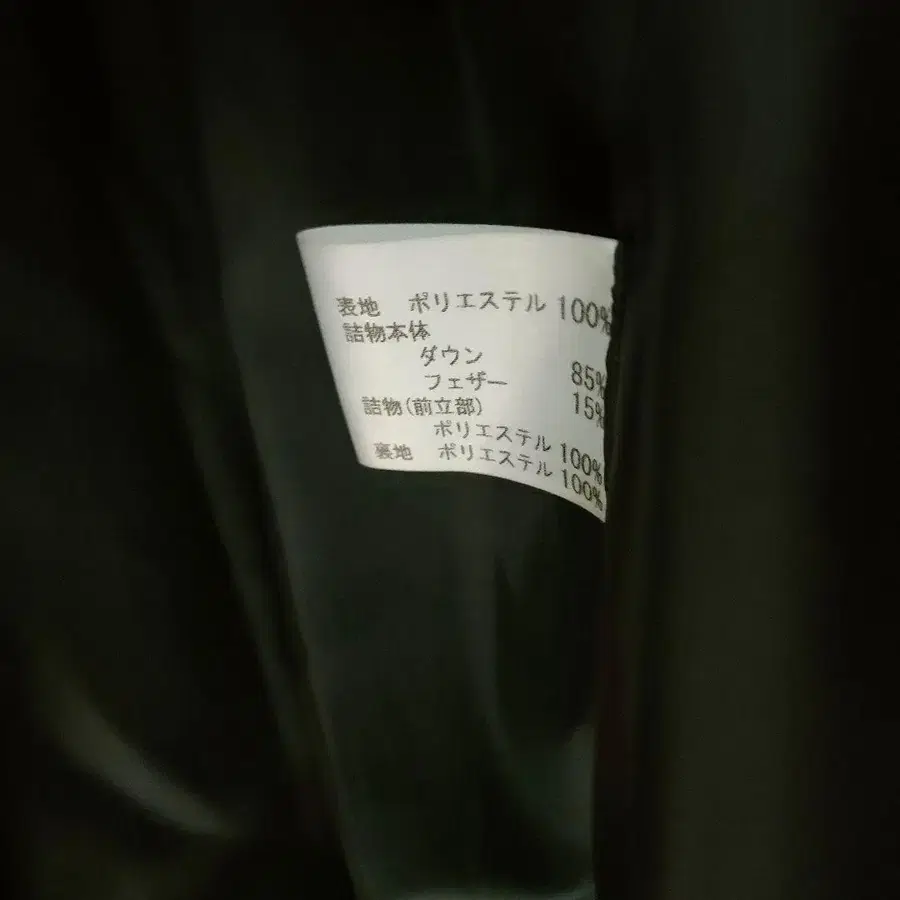 表地 ポリエステル 100%
詰物本体
ダウン 85%
フェザー 15%
詰物(前立部)
ポリエステル 100%
裏地 ポリエステル 100%